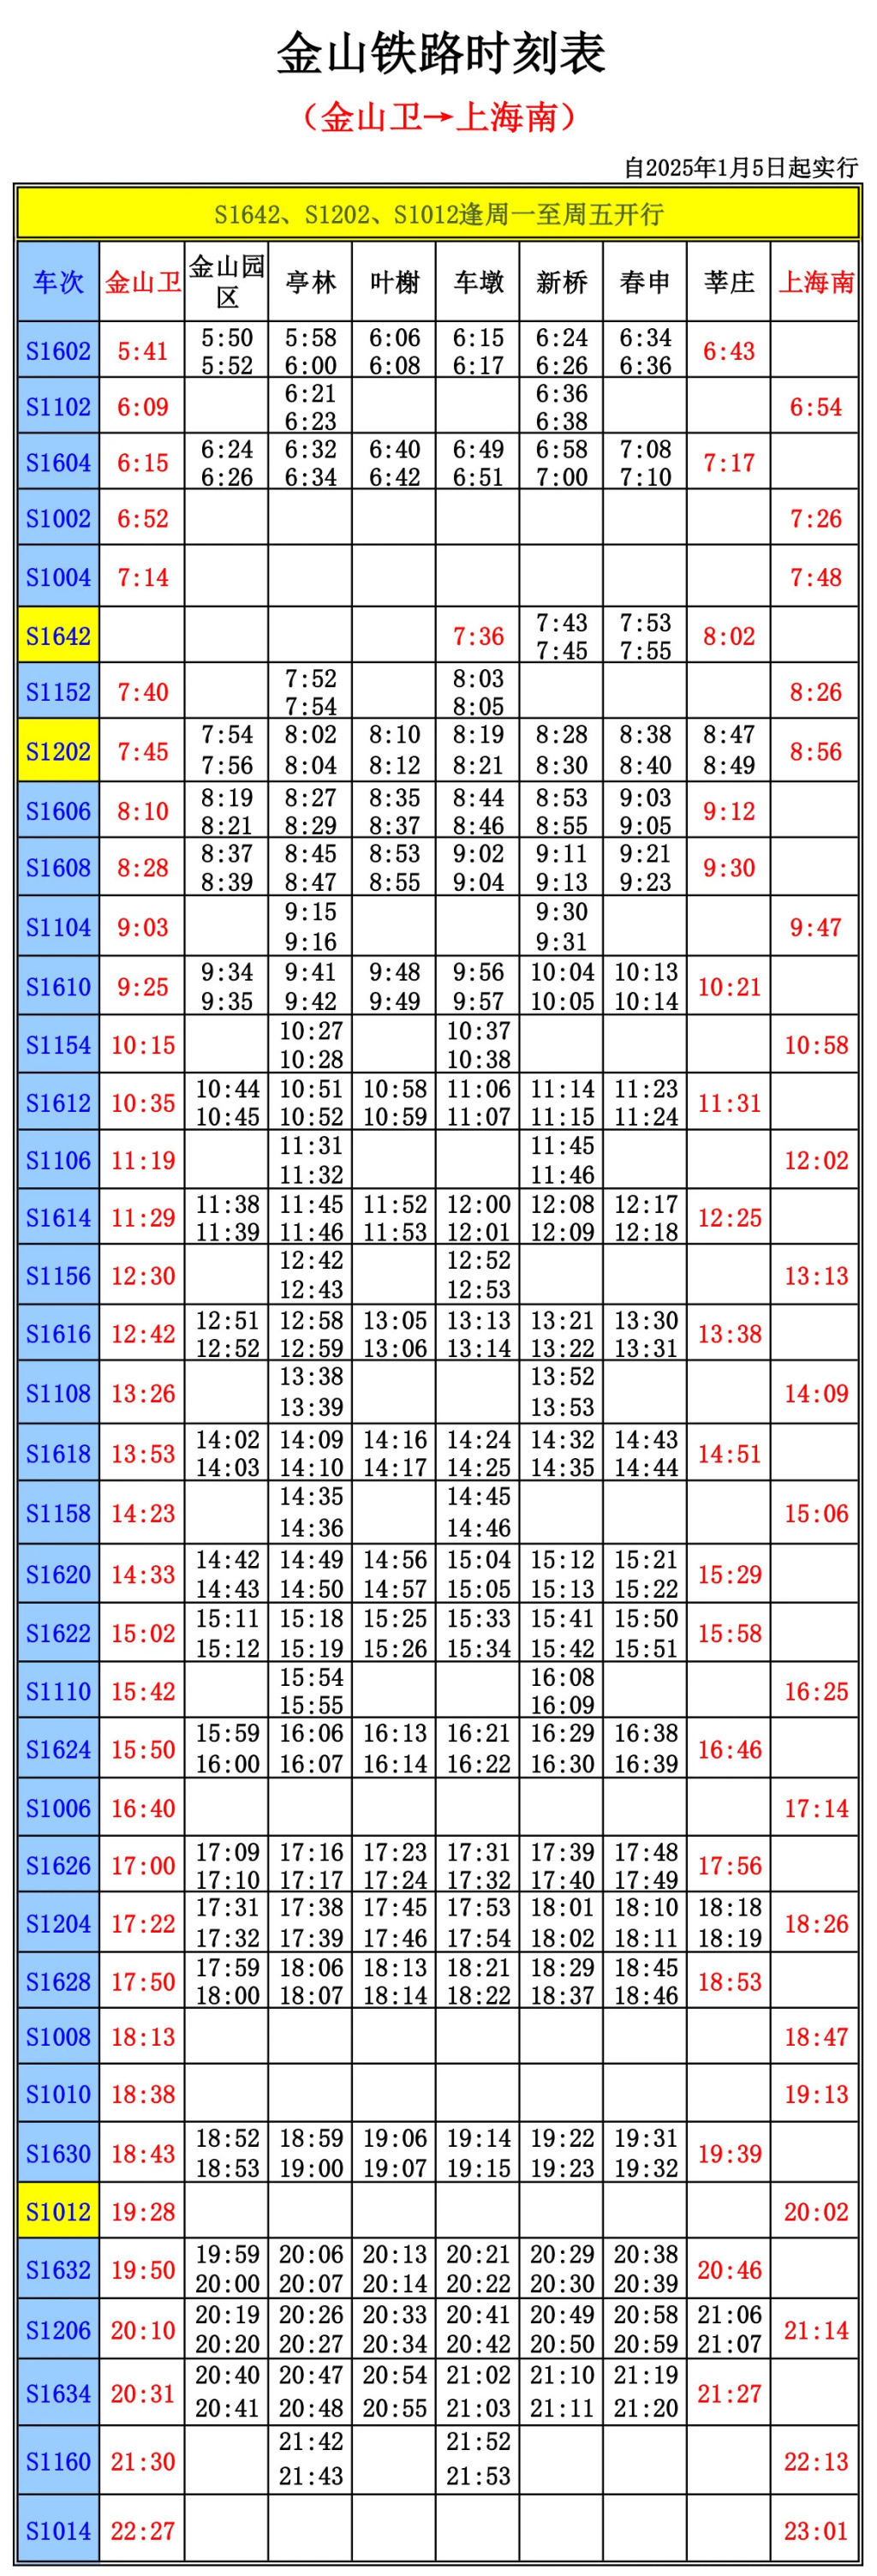 金山铁路时刻表
（金山卫→上海南）
自2025年1月5日起实行
S1642、S1202、S1012逢周一至周五开行
车次 金山卫 金山园区 亭林 叶榭 车墩 新桥 春申 莘庄 上海南
S1602 5:41 5:50 5:58 6:06 6:15 6:24 6:34 6:43
5:52 6:00 6:08 6:17 6:26 6:36
S1102 6:09 6:21 6:36 6:54
6:23 6:38
S1604 6:15 6:24 6:32 6:40 6:49 6:58 7:08 7:17
6:26 6:34 6:42 6:51 7:00 7:10
S1002 6:52 7:26
S1004 7:14 7:48
S1642 7:36 7:43 7:53 8:02
7:45 7:55
S1152 7:40 7:52 8:03 8:26
7:54 8:05
S1202 7:45 7:54 8:02 8:10 8:19 8:28 8:38 8:47 8:56
7:56 8:04 8:12 8:21 8:30 8:40 8:49
S1606 8:10 8:19 8:27 8:35 8:44 8:53 9:03 9:12
8:21 8:29 8:37 8:46 8:55 9:05
S1608 8:28 8:37 8:45 8:53 9:02 9:11 9:21 9:30
8:39 8:47 8:55 9:04 9:13 9:23
S1104 9:03 9:15 9:30 9:47
9:16 9:31
S1610 9:25 9:34 9:41 9:48 9:56 10:04 10:13 10:21
9:35 9:42 9:49 9:57 10:05 10:14
S1154 10:15 10:27 10:37 10:58
10:28 10:38
S1612 10:35 10:44 10:51 10:58 11:06 11:14 11:23 11:31
10:45 10:52 10:59 11:07 11:15 11:24
S1106 11:19 11:31 11:45 12:02
11:32 11:46
S1614 11:29 11:38 11:45 11:52 12:00 12:08 12:17 12:25
11:39 11:46 11:53 12:01 12:09 12:18
S1156 12:30 12:42 12:52 13:13
12:43 12:53
S1616 12:42 12:51 12:58 13:05 13:13 13:21 13:30 13:38
12:52 12:59 13:06 13:14 13:22 13:31
S1108 13:26 13:38 13:52 14:09
13:39 13:53
S1618 13:53 14:02 14:09 14:16 14:24 14:32 14:43 14:51
14:03 14:10 14:17 14:25 14:35 14:44
S1158 14:23 14:35 14:45 15:06
14:36 14:46
S1620 14:33 14:42 14:49 14:56 15:04 15:12 15:21 15:29
14:43 14:50 14:57 15:05 15:13 15:22
S1622 15:02 15:11 15:18 15:25 15:33 15:41 15:50 15:58
15:12 15:19 15:26 15:34 15:42 15:51
S1110 15:42 15:54 16:08 16:25
15:55 16:09
S1624 15:50 15:59 16:06 16:13 16:21 16:29 16:38 16:46
16:00 16:07 16:14 16:22 16:30 16:39
S1006 16:40 17:14
S1626 17:00 17:09 17:16 17:23 17:31 17:39 17:48 17:56
17:10 17:17 17:24 17:32 17:40 17:49
S1204 17:22 17:31 17:38 17:45 17:53 18:01 18:10 18:18 18:26
17:32 17:39 17:46 17:54 18:02 18:11 18:19
S1628 17:50 17:59 18:06 18:13 18:21 18:29 18:45 18:53
18:00 18:07 18:14 18:22 18:37 18:46
S1008 18:13 18:47
S1010 18:38 19:13
S1630 18:43 18:52 18:59 19:06 19:14 19:22 19:31 19:39
18:53 19:00 19:07 19:15 19:23 19:32
S1012 19:28 20:02
S1632 19:50 19:59 20:06 20:13 20:21 20:29 20:38 20:46
20:00 20:07 20:14 20:22 20:30 20:39
S1206 20:10 20:19 20:26 20:33 20:41 20:49 20:58 21:06 21:14
20:20 20:27 20:34 20:42 20:50 20:59 21:07
S1634 20:31 20:40 20:47 20:54 21:02 21:10 21:19 21:27
20:41 20:48 20:55 21:03 21:11 21:20
S1160 21:30 21:42 21:52 22:13
21:43 21:53
S1014 22:27 23:01